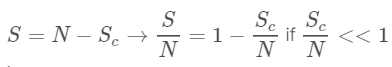 S = N − S_c → S/N = 1 − S_c/N if S_c/N << 1